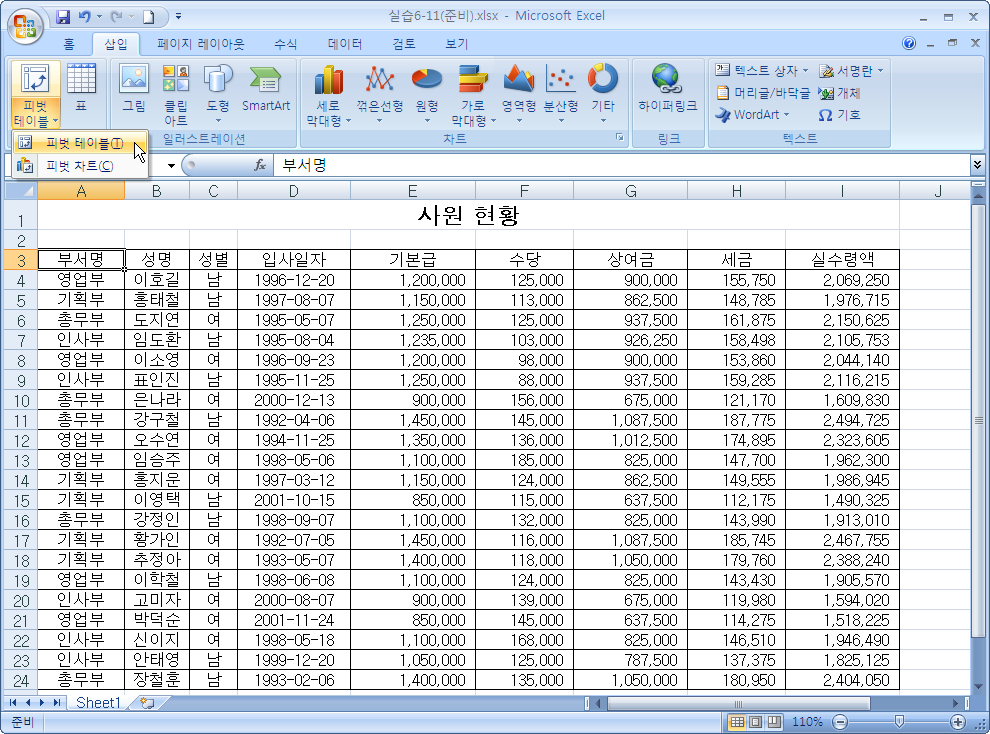 실습6-11(준비).xlsx - Microsoft Excel
홈 삽입 페이지 레이아웃 수식 데이터 검토 보기
피벗 테이블 표 그림 클립 아트 도형 SmartArt 세로 막대형 꺾은선형 원형 가로 막대형 영역형 분산형 기타 하이퍼링크 텍스트 상자 서명란
머리글/바닥글 개체
WordArt 기호
일러스트레이션 차트 링크 텍스트
피벗 테이블(T)
피벗 차트(C)
fx 부서명
A B C D E F G H I J
1 사원 현황
2
3 부서명 성명 성별 입사일자 기본급 수당 상여금 세금 실수령액
4 영업부 이호길 남 1996-12-20 1,200,000 125,000 900,000 155,750 2,069,250
5 기획부 홍태철 남 1997-08-07 1,150,000 113,000 862,500 148,785 1,976,715
6 총무부 도지연 여 1995-05-07 1,250,000 125,000 937,500 161,875 2,150,625
7 인사부 임도환 남 1995-08-04 1,235,000 103,000 926,250 158,498 2,105,753
8 영업부 이소영 여 1996-09-23 1,200,000 98,000 900,000 153,860 2,044,140
9 인사부 표인진 남 1995-11-25 1,250,000 88,000 937,500 159,285 2,116,215
10 총무부 은나라 여 2000-12-13 900,000 156,000 675,000 121,170 1,609,830
11 총무부 강구철 남 1992-04-06 1,450,000 145,000 1,087,500 187,775 2,494,725
12 영업부 오수연 여 1994-11-25 1,350,000 136,000 1,012,500 174,895 2,323,605
13 영업부 임승주 여 1998-05-06 1,100,000 185,000 825,000 147,700 1,962,300
14 기획부 홍지운 여 1997-03-12 1,150,000 124,000 862,500 149,555 1,986,945
15 기획부 이영택 남 2001-10-15 850,000 115,000 637,500 112,175 1,490,325
16 총무부 강정인 남 1998-09-07 1,100,000 132,000 825,000 143,990 1,913,010
17 기획부 황가인 여 1992-07-05 1,450,000 116,000 1,087,500 185,745 2,467,755
18 기획부 추정아 여 1993-05-07 1,400,000 118,000 1,050,000 179,760 2,388,240
19 영업부 이학철 남 1998-06-08 1,100,000 124,000 825,000 143,430 1,905,570
20 인사부 고미자 여 2000-08-07 900,000 139,000 675,000 119,980 1,594,020
21 영업부 박덕순 여 2001-11-24 850,000 145,000 637,500 114,275 1,518,225
22 인사부 신이지 여 1998-05-18 1,100,000 168,000 825,000 146,510 1,946,490
23 인사부 안태영 남 1999-12-20 1,050,000 125,000 787,500 137,375 1,825,125
24 총무부 장철훈 남 1993-02-06 1,400,000 135,000 1,050,000 180,950 2,404,050
Sheet1
준비 110%